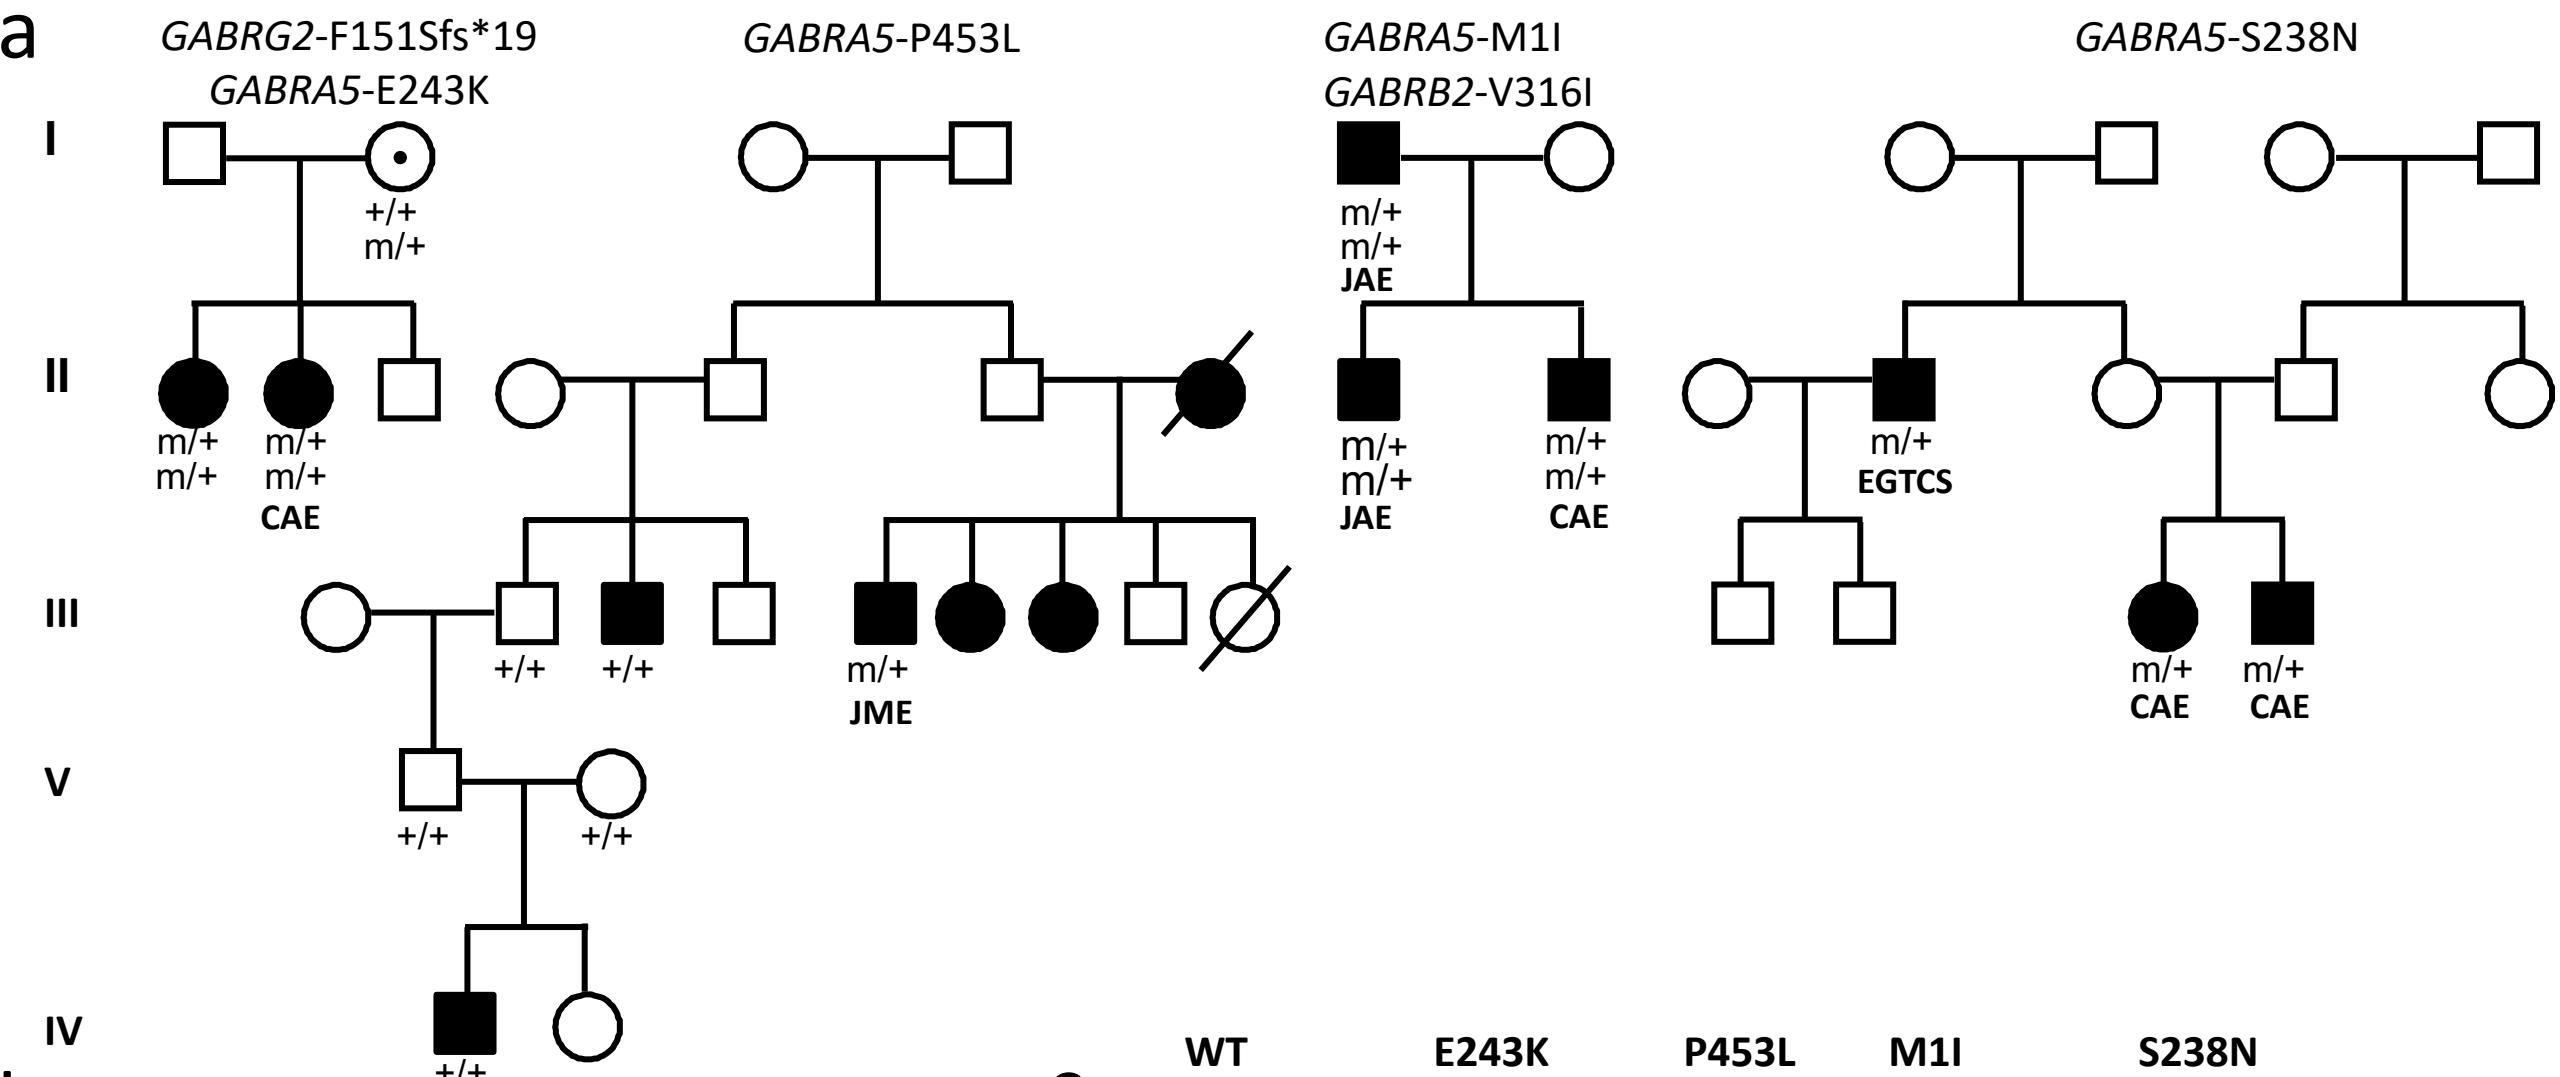 a
GABRG2-F151Sfs*19
GABRA5-E243K
GABRA5-P453L
GABRA5-M1I
GABRB2-V316I
GABRA5-S238N
I
+/+
m/+
m/+
m/+
JAE
II
m/+
m/+
m/+
m/+
CAE
m/+
m/+
JAE
m/+
m/+
CAE
m/+
EGTCS
III
+/+
+/+
m/+
JME
m/+
CAE
m/+
CAE
V
+/+
+/+
IV
+/+
WT E243K P453L M1I S238N